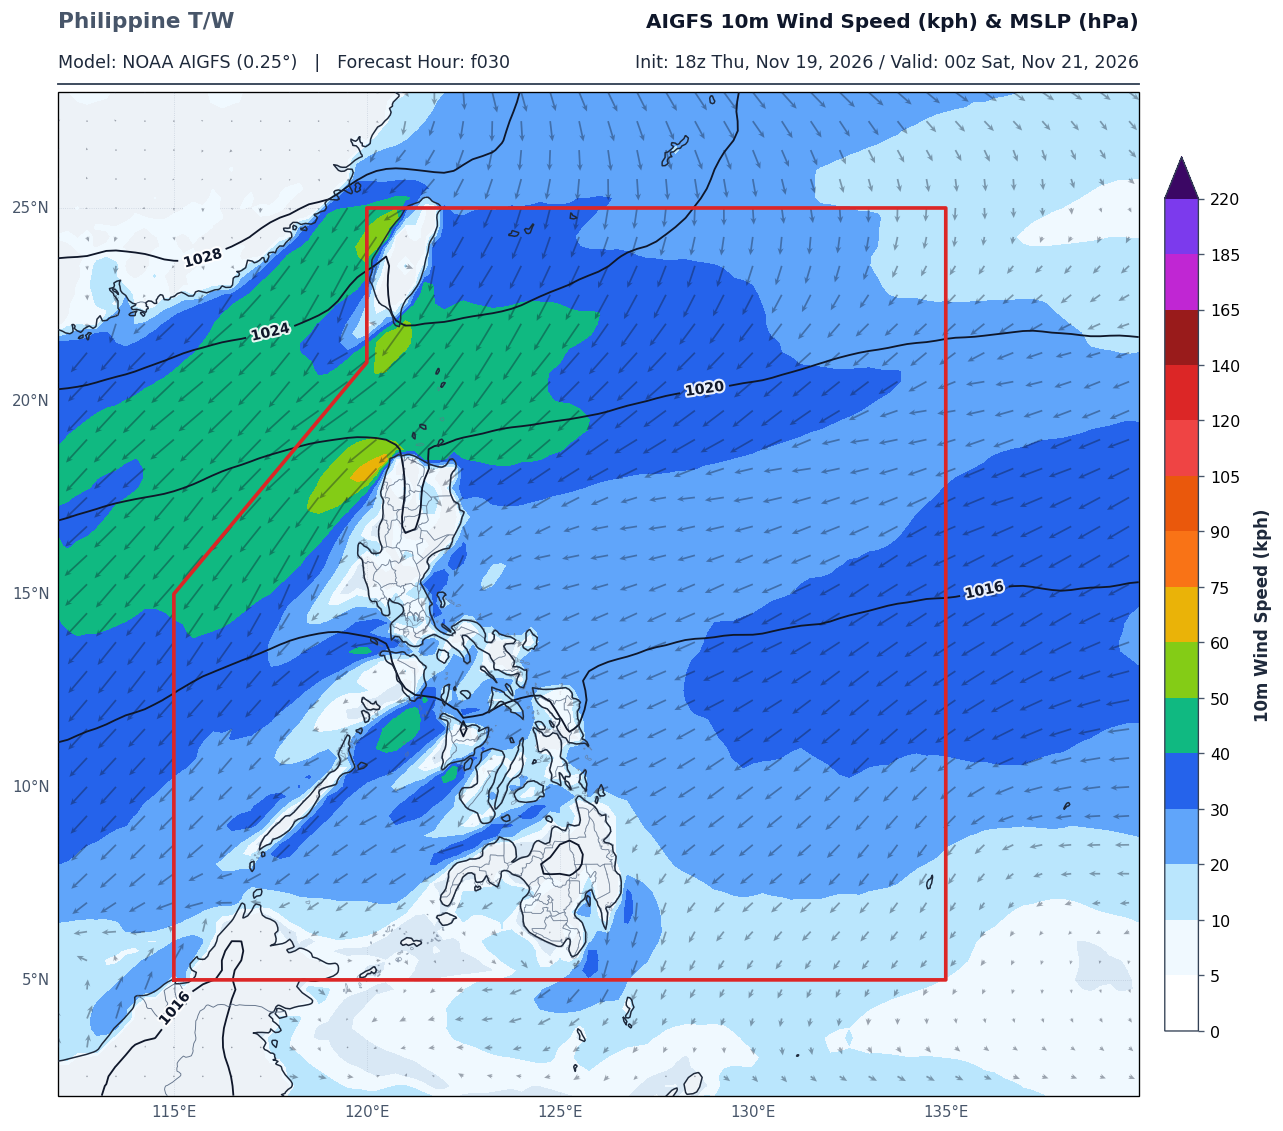 Philippine T/W
AIGFS 10m Wind Speed (kph) & MSLP (hPa)
Model: NOAA AIGFS (0.25°) | Forecast Hour: f030
Init: 18z Thu, Nov 19, 2026 / Valid: 00z Sat, Nov 21, 2026
25°N
20°N
15°N
10°N
5°N
1028
1024
1020
1016
1016
115°E
120°E
125°E
130°E
135°E
220
185
165
140
120
105
90
75
60
50
40
30
20
10
5
0
10m Wind Speed (kph)